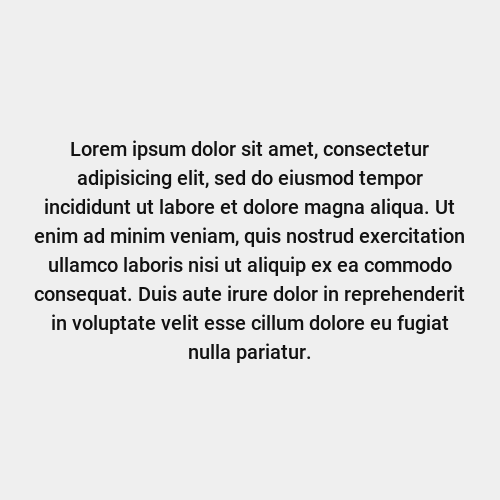 Lorem ipsum dolor sit amet, consectetur
adipisicing elit, sed do eiusmod tempor
incididunt ut labore et dolore magna aliqua. Ut
enim ad minim veniam, quis nostrud exercitation
ullamco laboris nisi ut aliquip ex ea commodo
consequat. Duis aute irure dolor in reprehenderit
in voluptate velit esse cillum dolore eu fugiat
nulla pariatur.